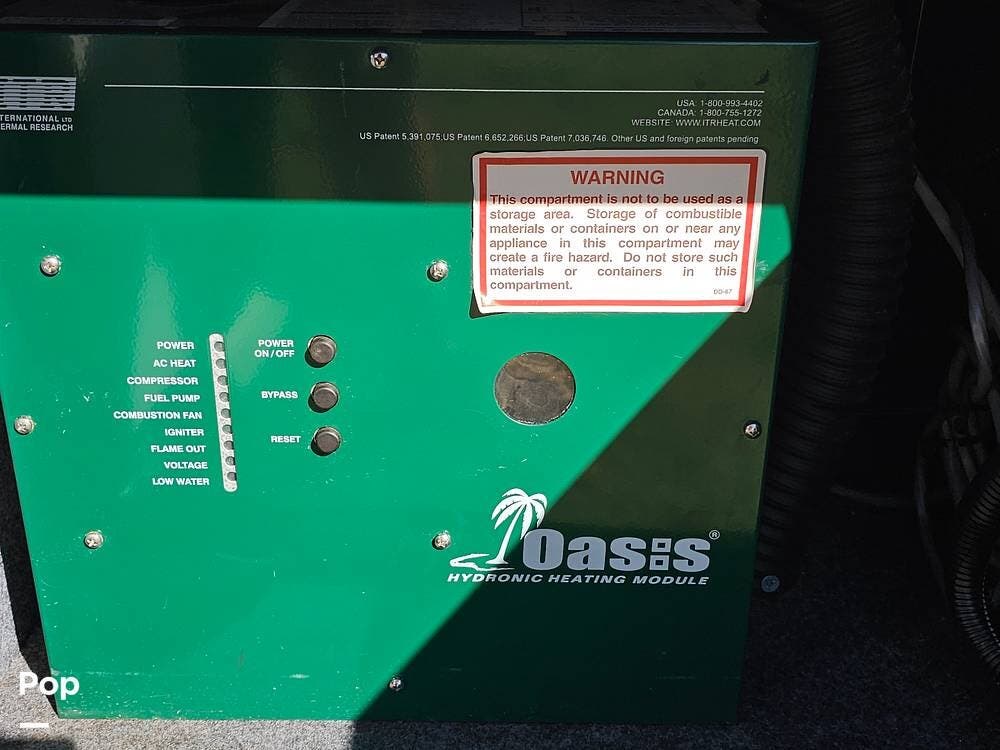 TERNATIONAL LTD
ERMAL RESEARCH
USA: 1-800-993-4402
CANADA: 1-800-755-1272
WEBSITE: WWW.ITRHEAT.COM
US Patent 5,391,075;US Patent 6,652,266;US Patent 7,036,746. Other US and foreign patents pending
WARNING
This compartment is not to be used as a
storage area. Storage of combustible
materials or containers on or near any
appliance in this compartment may
create a fire hazard. Do not store such
materials or containers in this
compartment.
DD-67
POWER
AC HEAT
COMPRESSOR
FUEL PUMP
COMBUSTION FAN
IGNITER
FLAME OUT
VOLTAGE
LOW WATER
POWER
ON / OFF
BYPASS
RESET
Oasis®
HYDRONIC HEATING MODULE
Pop